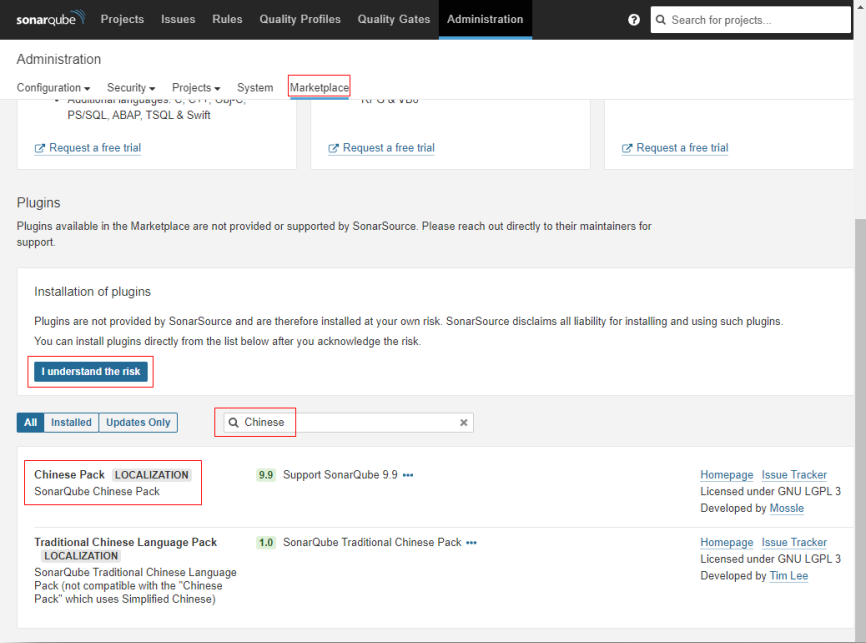 sonarqube Projects Issues Rules Quality Profiles Quality Gates Administration ? Search for projects...
Administration
Configuration Security Projects System Marketplace
Additional languages: C, C++, Obj-C,
PS/SQL, ABAP, TSQL & Swift
RPG & VB6
Request a free trial Request a free trial Request a free trial
Plugins
Plugins available in the Marketplace are not provided or supported by SonarSource. Please reach out directly to their maintainers for
support.
Installation of plugins
Plugins are not provided by SonarSource and are therefore installed at your own risk. SonarSource disclaims all liability for installing and using such plugins.
You can install plugins directly from the list below after you acknowledge the risk.
I understand the risk
All Installed Updates Only Chinese
Chinese Pack LOCALIZATION 9.9 Support SonarQube 9.9 ••• Homepage Issue Tracker
SonarQube Chinese Pack Licensed under GNU LGPL 3
Developed by Mossle
Traditional Chinese Language Pack 1.0 SonarQube Traditional Chinese Pack ••• Homepage Issue Tracker
LOCALIZATION Licensed under GNU LGPL 3
SonarQube Traditional Chinese Language Developed by Tim Lee
Pack (not compatible with the "Chinese
Pack" which uses Simplified Chinese)